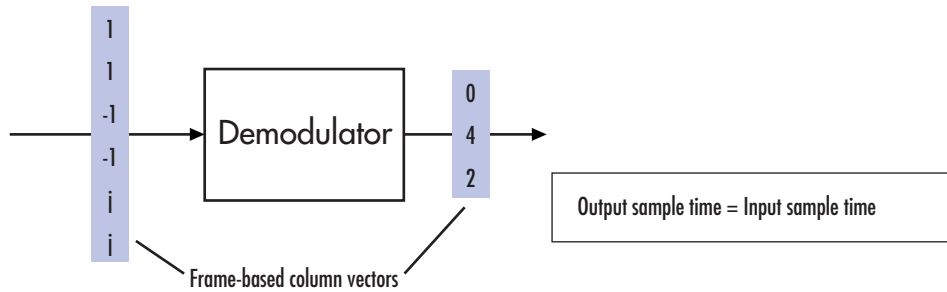 1
1
-1
-1
i
i
Demodulator
0
4
2
Output sample time = Input sample time
Frame-based column vectors